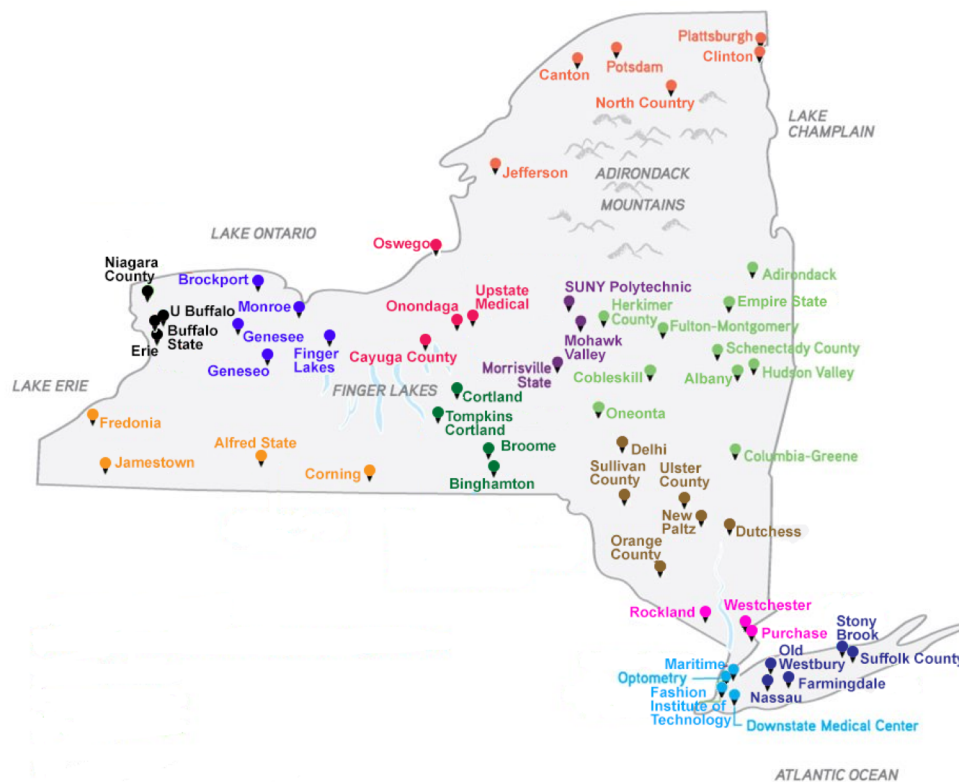 Plattsburgh
Clinton
Potsdam
Canton
North Country
LAKE
CHAMPLAIN
Jefferson
ADIRONDACK
MOUNTAINS
LAKE ONTARIO
Oswego
Niagara
County
Brockport
Adirondack
SUNY Polytechnic
Upstate
Medical
Onondaga
Monroe
U Buffalo
Herkimer
County
Empire State
Fulton-Montgomery
Buffalo
State
Genesee
Erie
Mohawk
Valley
Finger
Lakes
Cayuga County
Schenectady County
Geneseo
Morrisville
State
Cobleskill
Albany
Hudson Valley
LAKE ERIE
FINGER LAKES
Cortland
Tompkins
Cortland
Oneonta
Fredonia
Alfred State
Broome
Delhi
Columbia-Greene
Jamestown
Corning
Binghamton
Sullivan
County
Ulster
County
New
Paltz
Dutchess
Orange
County
Rockland
Westchester
Purchase
Stony
Brook
Old
Westbury
Suffolk County
Maritime
Optometry
Nassau
Farmingdale
Fashion
Institute of
Technology
Downstate Medical Center
ATLANTIC OCEAN